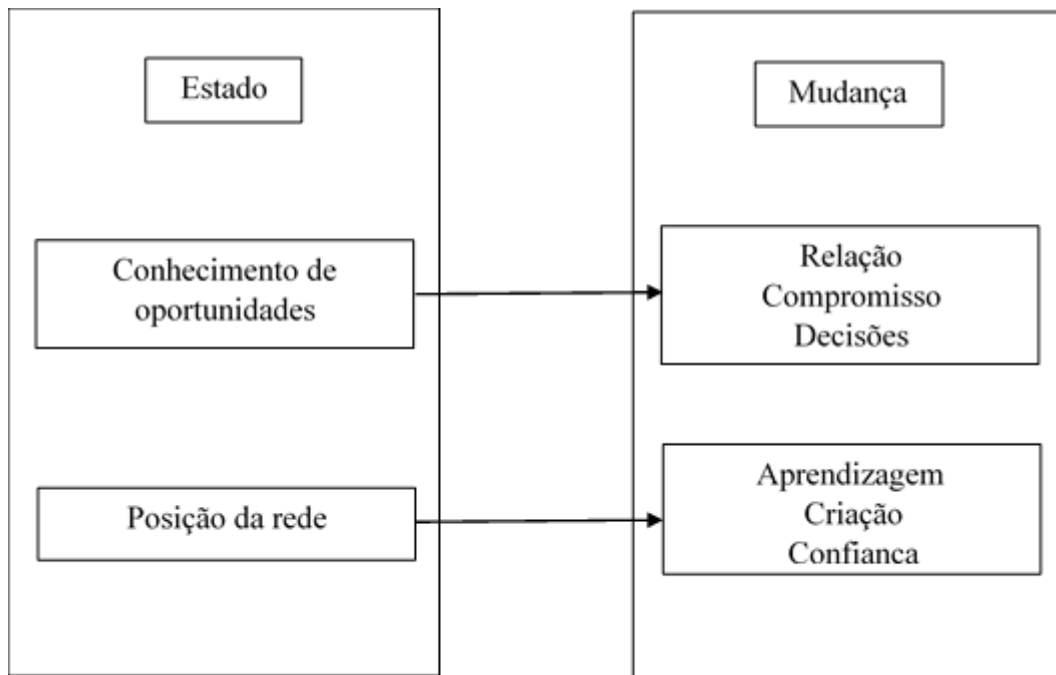 Estado
Conhecimento de
oportunidades
Posição da rede
Mudança
Relação
Compromisso
Decisões
Aprendizagem
Criação
Confianca